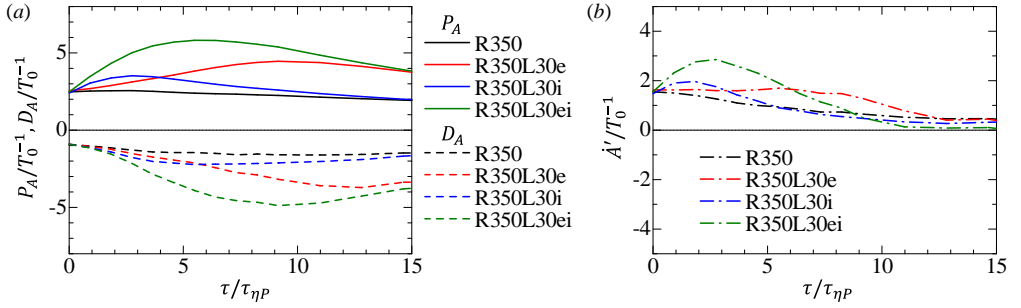 (a)
P_A/T_0^{-1}, D_A/T_0^{-1}
5
0
-5
0
5
10
15
τ/τ_{ηP}
P_A
R350
R350L30e
R350L30i
R350L30ei
D_A
R350
R350L30e
R350L30i
R350L30ei
(b)
Ȧ′/T_0^{-1}
4
2
0
-2
-4
R350
R350L30e
R350L30i
R350L30ei
0
5
10
15
τ/τ_{ηP}